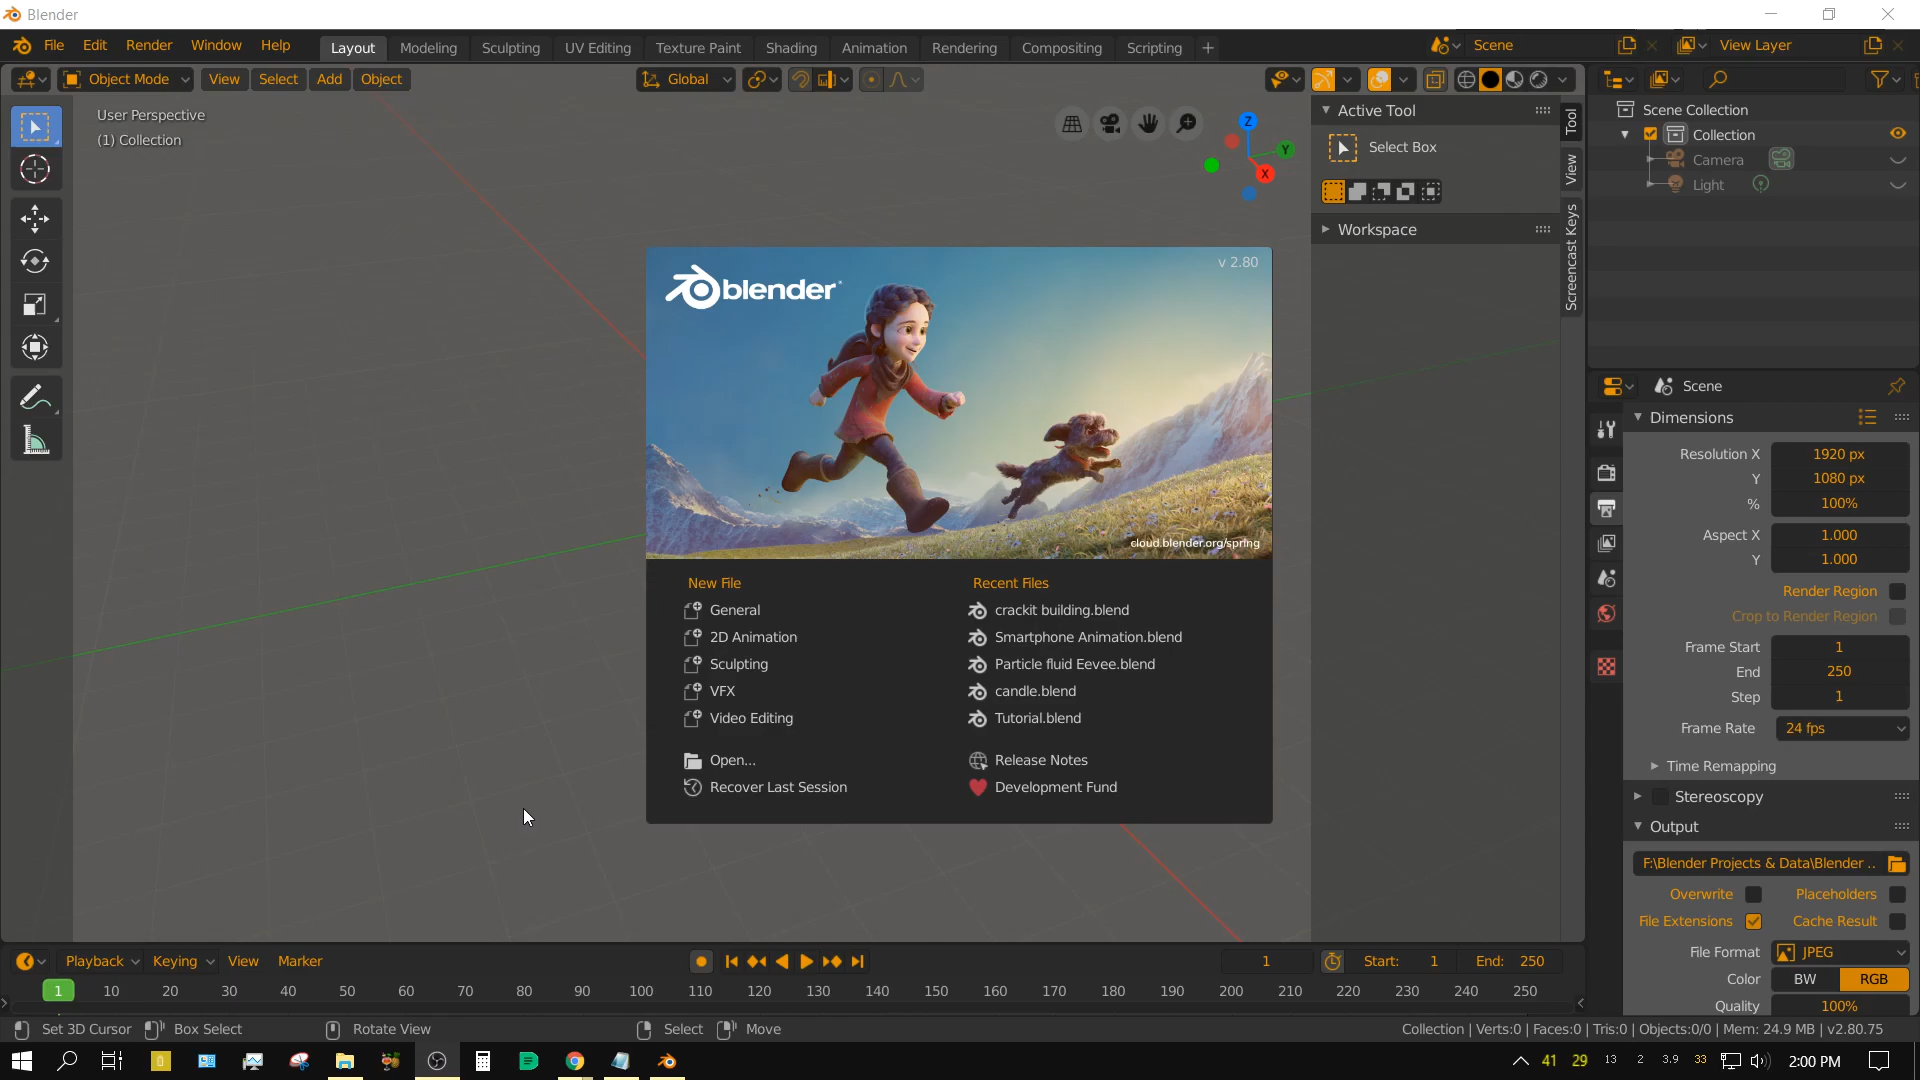 Blender
File Edit Render Window Help Layout Modeling Sculpting UV Editing Texture Paint Shading Animation Rendering Compositing Scripting + Scene View Layer
Object Mode View Select Add Object Global
User Perspective
(1) Collection
Z
Y
X
Active Tool
Select Box
Workspace
Tool
View
Screencast Keys
Scene Collection
Collection
Camera
Light
blender
v 2.80
cloud.blender.org/spring
New File
General
2D Animation
Sculpting
VFX
Video Editing
Open...
Recover Last Session
Recent Files
crackit building.blend
Smartphone Animation.blend
Particle fluid Eevee.blend
candle.blend
Tutorial.blend
Release Notes
Development Fund
Scene
Dimensions
Resolution X 1920 px
Y 1080 px
% 100%
Aspect X 1.000
Y 1.000
Render Region
Crop to Render Region
Frame Start 1
End 250
Step 1
Frame Rate 24 fps
Time Remapping
Stereoscopy
Output
F:\Blender Projects & Data\Blender ..
Overwrite Placeholders
File Extensions Cache Result
File Format JPEG
Color BW RGB
Quality 100%
Playback Keying View Marker 1 Start: 1 End: 250
1 10 20 30 40 50 60 70 80 90 100 110 120 130 140 150 160 170 180 190 200 210 220 230 240 250
Set 3D Cursor Box Select Rotate View Select Move Collection | Verts:0 | Faces:0 | Tris:0 | Objects:0/0 | Mem: 24.9 MB | v2.80.75
41 29 13 2 3.9 33 2:00 PM